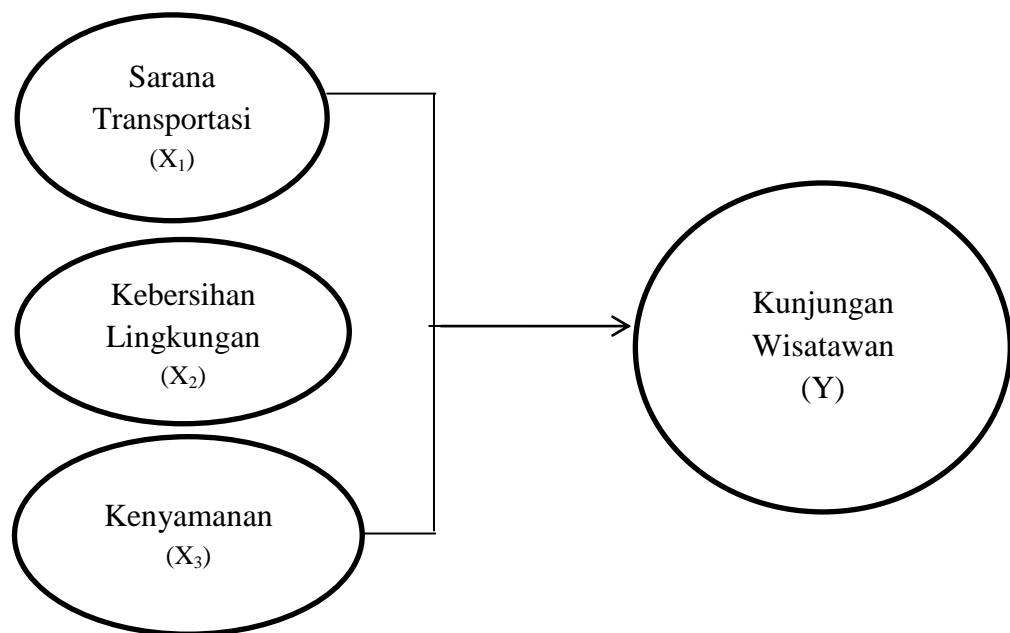 Sarana
Transportasi
(X₁)
Kebersihan
Lingkungan
(X₂)
Kenyamanan
(X₃)
Kunjungan
Wisatawan
(Y)